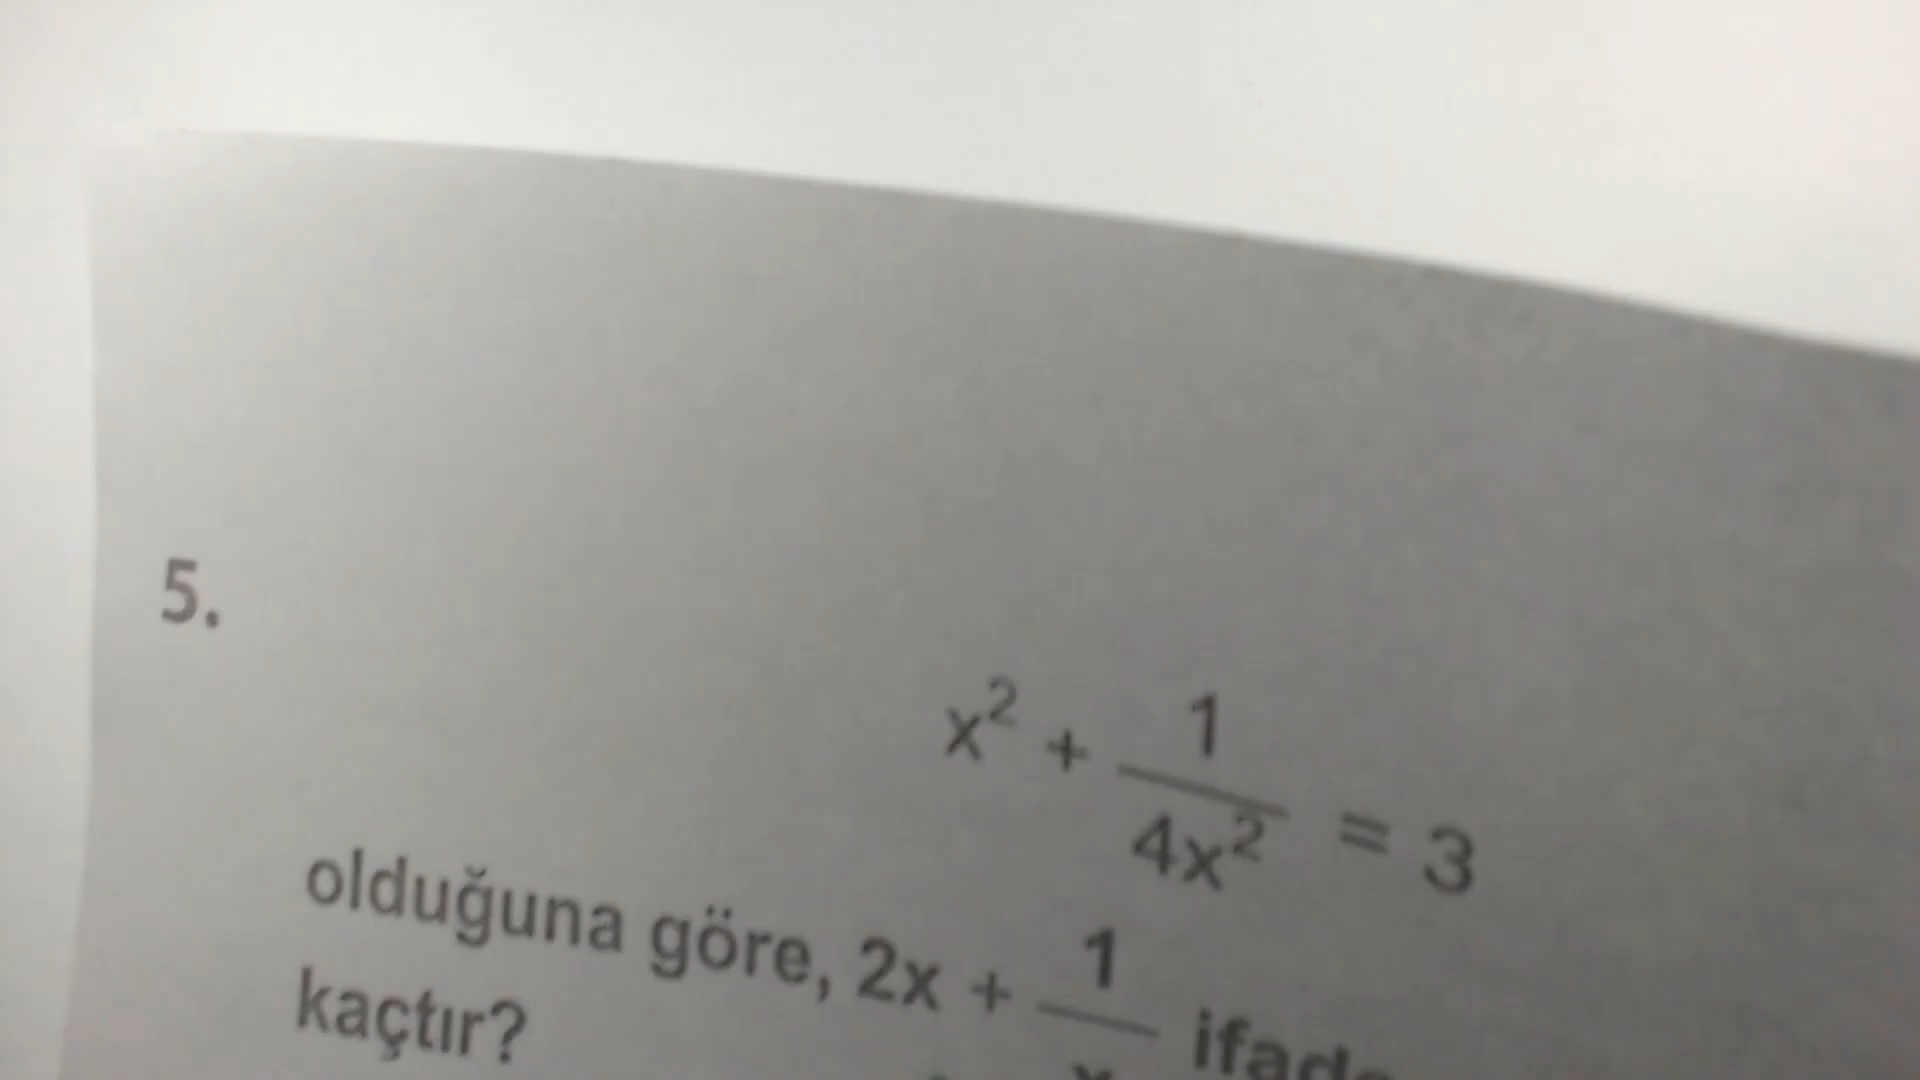 5.
x² + 1/4x² = 3
olduğuna göre, 2x + 1/x
kaçtır?